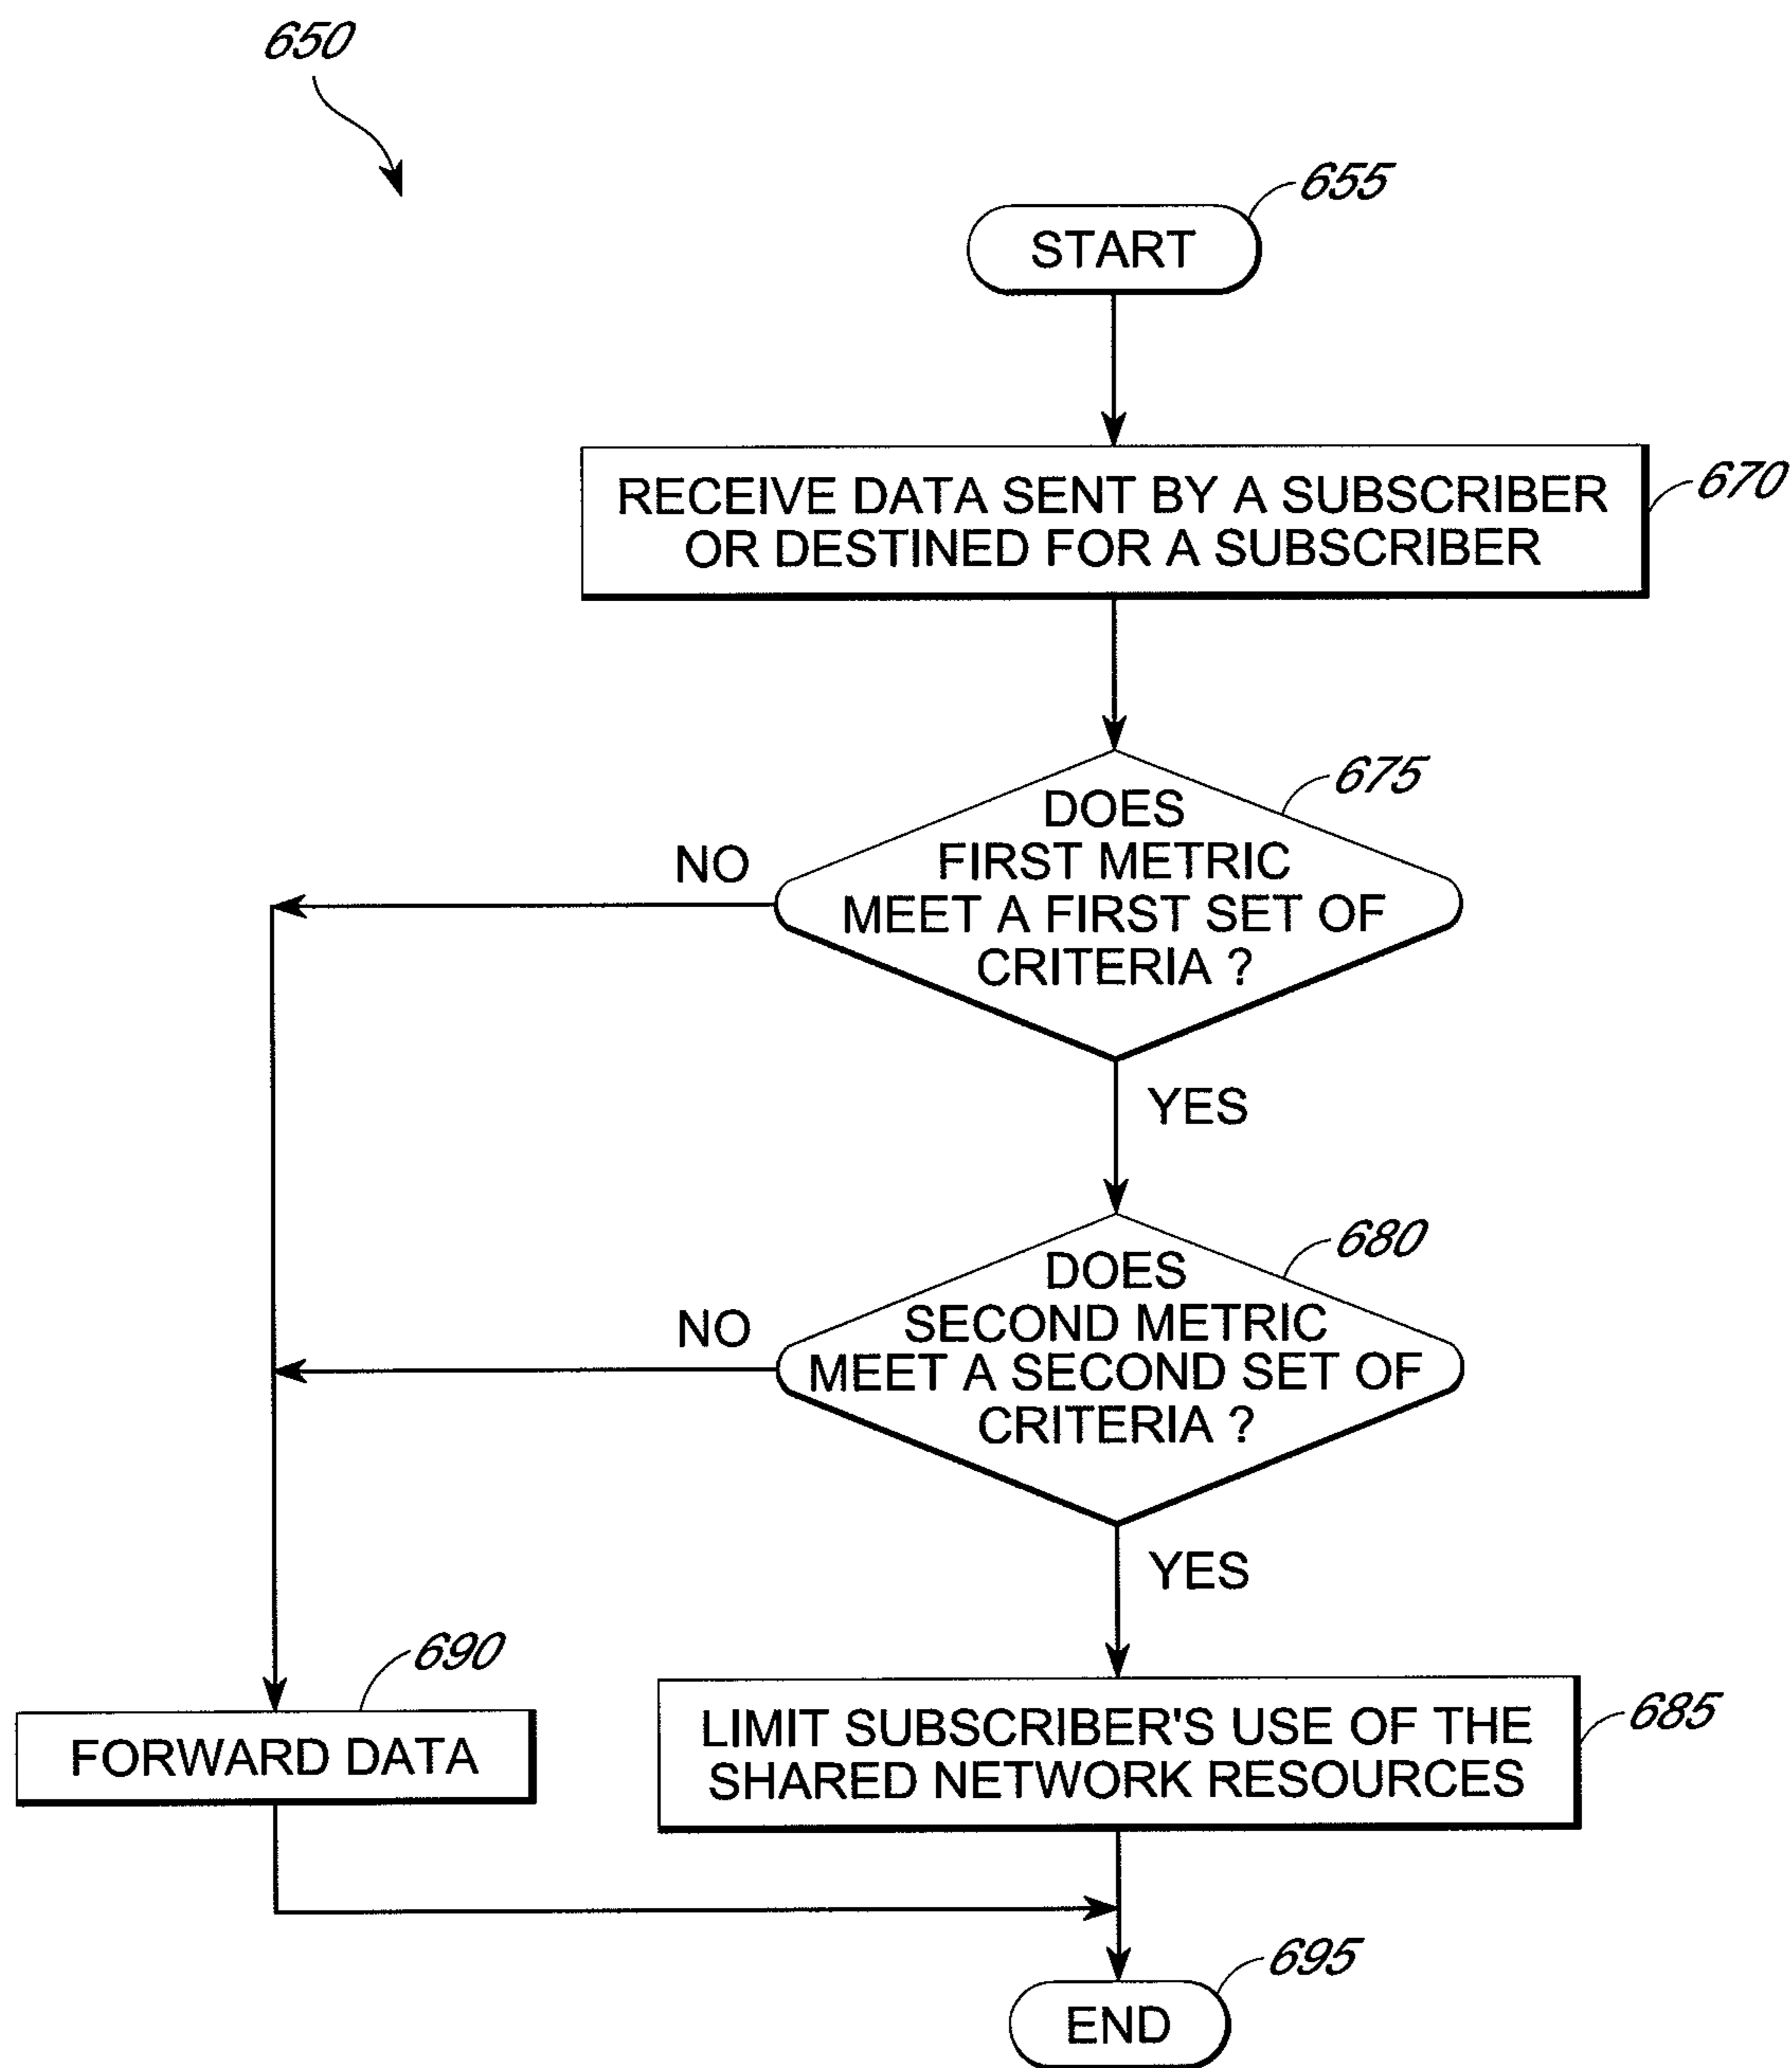 650
655
START
RECEIVE DATA SENT BY A SUBSCRIBER
OR DESTINED FOR A SUBSCRIBER
670
675
DOES
FIRST METRIC
MEET A FIRST SET OF
CRITERIA ?
NO
YES
680
DOES
SECOND METRIC
MEET A SECOND SET OF
CRITERIA ?
NO
YES
690
FORWARD DATA
LIMIT SUBSCRIBER'S USE OF THE
SHARED NETWORK RESOURCES
685
695
END